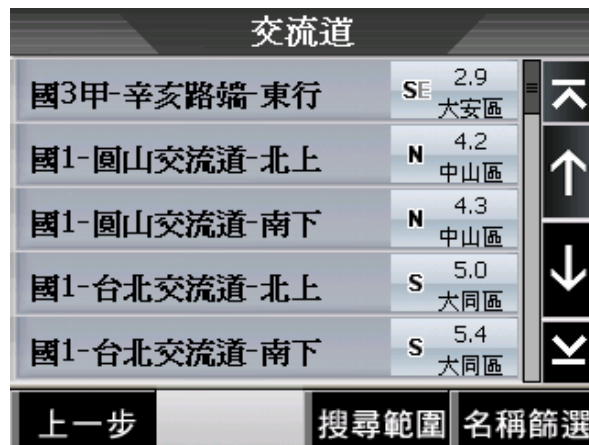 交流道
國3甲-辛亥路端-東行 SE 2.9 大安區
國1-圓山交流道-北上 N 4.2 中山區
國1-圓山交流道-南下 N 4.3 中山區
國1-台北交流道-北上 S 5.0 大同區
國1-台北交流道-南下 S 5.4 大同區
上一步 搜尋範圍 名稱篩選